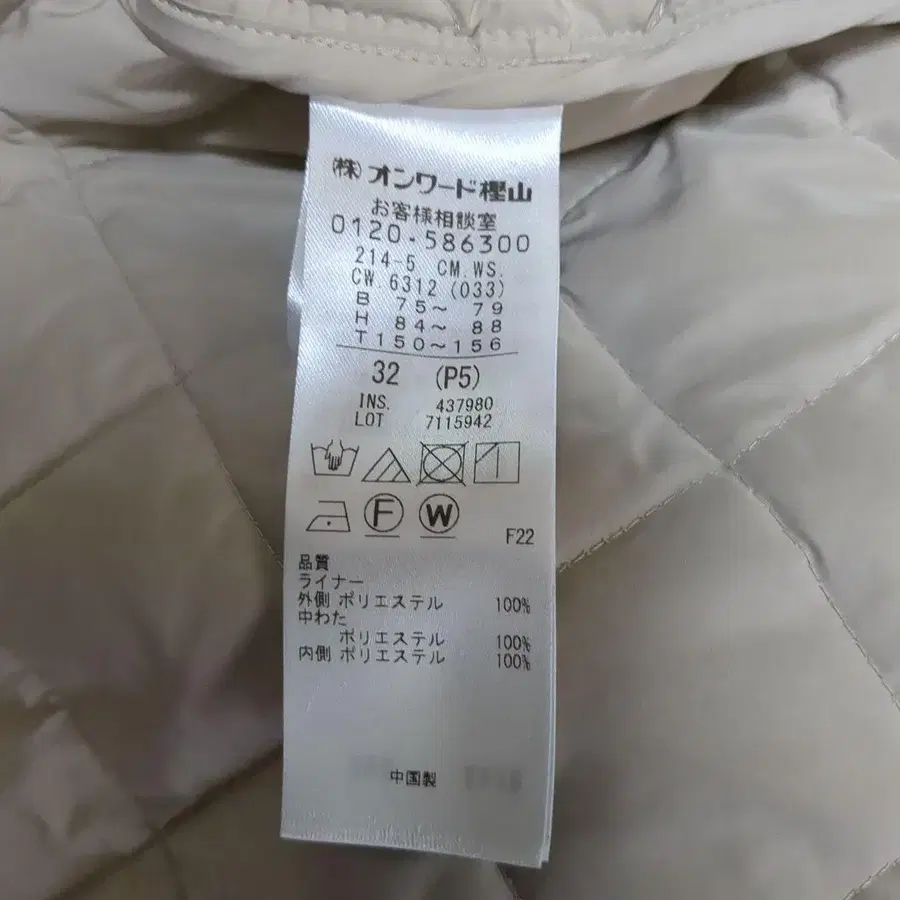 ㈱オンワード樫山
お客様相談室
0120-586300
214-5 CM.WS.
CW.6312(033)
B 75～ 79
H 84～ 88
T150～156
32 (P5)
INS. 437980
LOT 7115942
F
W
F22
品質
ライナー
外側 ポリエステル 100%
中わた
ポリエステル 100%
内側 ポリエステル 100%
中国製